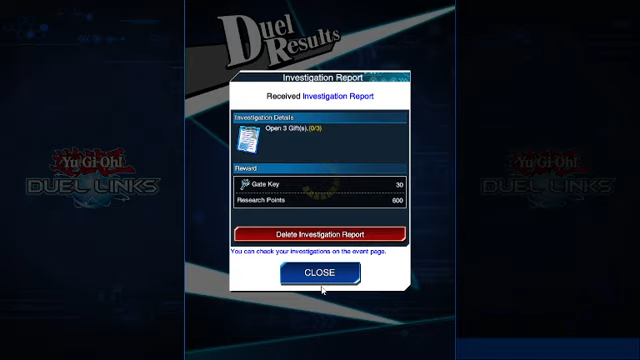 Duel
Results
Investigation Report
Received Investigation Report
Investigation Details
Open 3 Gift(s).(0/3)
Reward
Gate Key 30
Research Points 600
Delete Investigation Report
You can check your investigations on the event page.
CLOSE
Yu-Gi-Oh!
DUEL LINKS
Yu-Gi-Oh!
DUEL LINKS